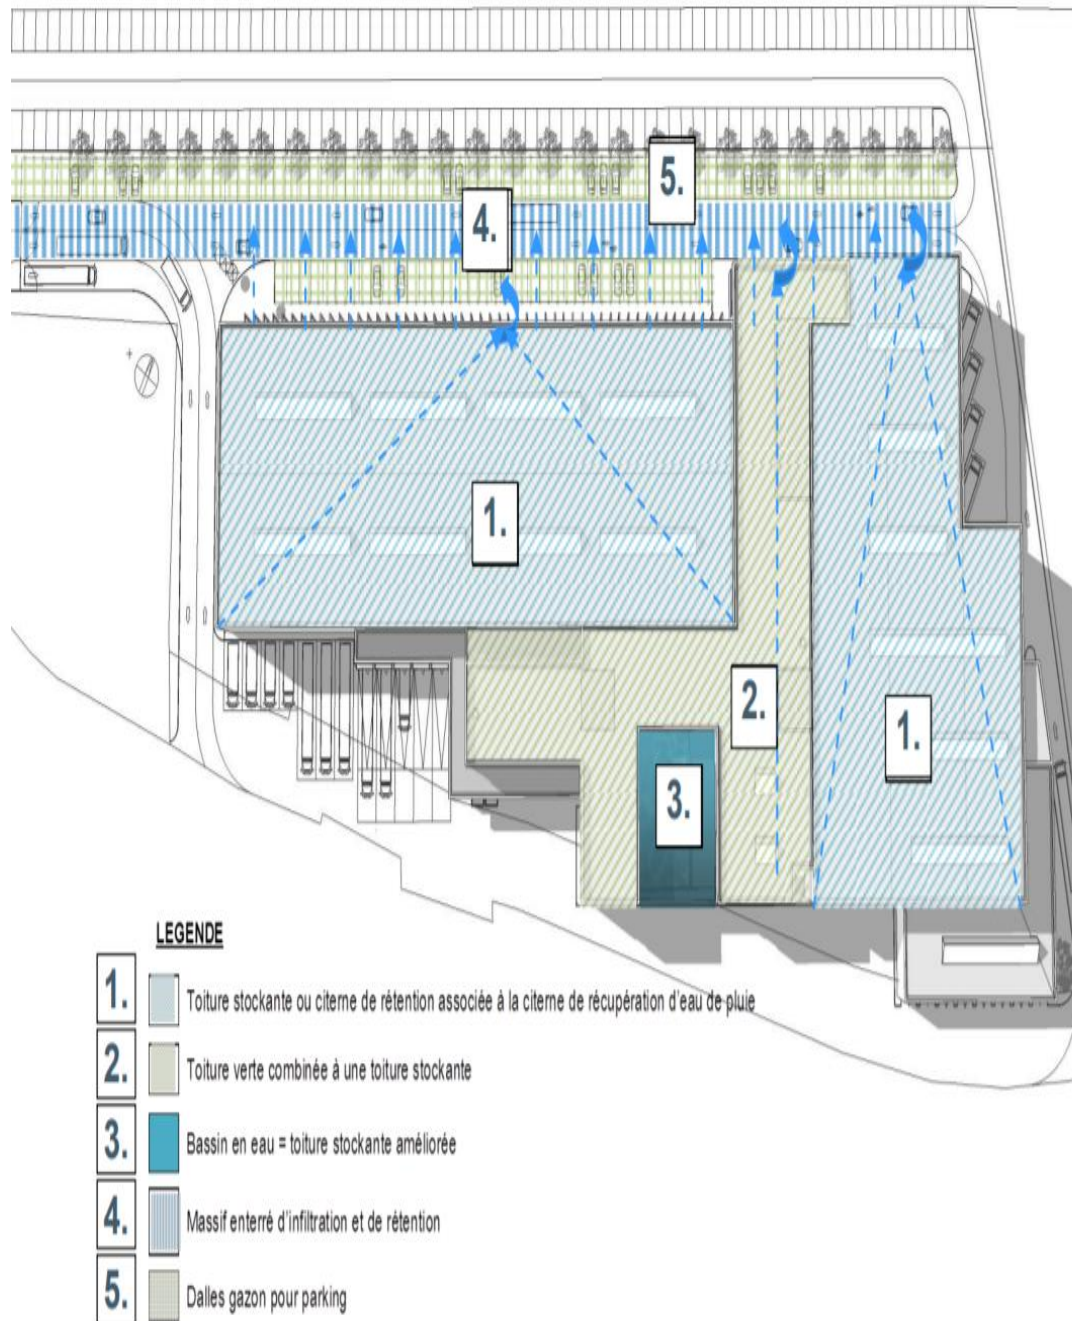 5.
4.
1.
2.
1.
3.
LEGENDE
1. Toiture stockante ou citerne de rétention associée à la citerne de récupération d'eau de pluie
2. Toiture verte combinée à une toiture stockante
3. Bassin en eau = toiture stockante améliorée
4. Massif enterré d'infiltration et de rétention
5. Dalles gazon pour parking